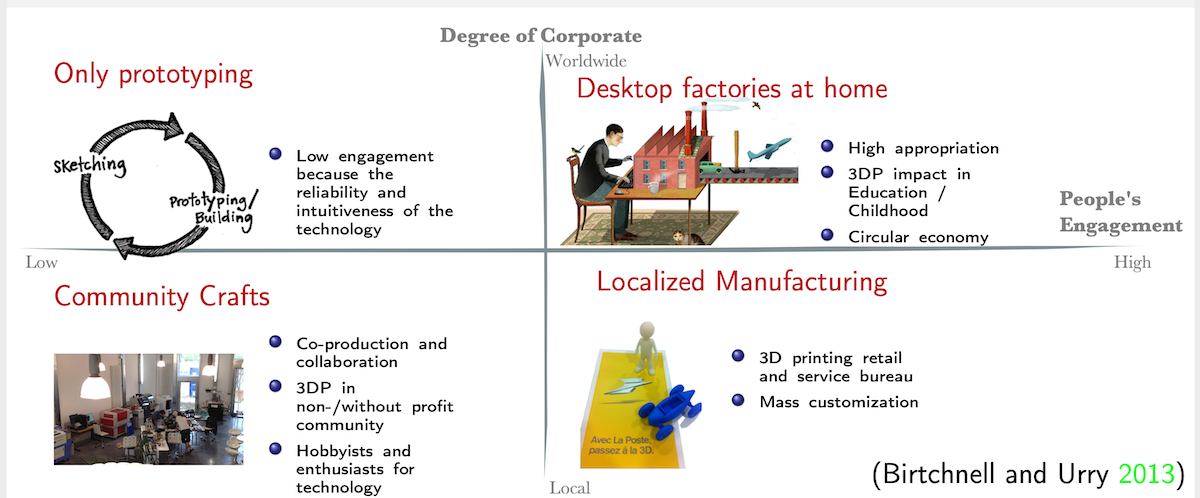 Degree of Corporate
Worldwide
Only prototyping
Sketching
Prototyping/
Building
Low engagement
because the
reliability and
intuitiveness of the
technology
Desktop factories at home
High appropriation
3DP impact in
Education /
Childhood
Circular economy
People's
Engagement
Low
High
Community Crafts
Co-production and
collaboration
3DP in
non-/without profit
community
Hobbyists and
enthusiasts for
technology
Localized Manufacturing
Avec La Poste,
passez à la 3D.
3D printing retail
and service bureau
Mass customization
Local
(Birtchnell and Urry 2013)